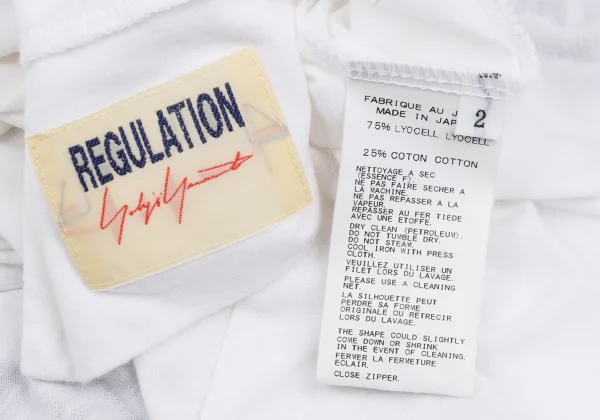 REGULATION
Yohji Yamamoto
FABRIQUE AU J
MADE IN JAP
2
75% LYOCELL LYOCELL
25% COTON COTTON
NETTOYAGE A SEC
(ESSENCE F).
NE PAS FAIRE SECHER A
LA MACHINE.
NE PAS REPASSER A LA
VAPEUR.
REPASSER AU FER TIEDE
AVEC UNE ETOFFE.
DRY CLEAN (PETROLEUM).
DO NOT TUMBLE DRY.
DO NOT STEAM.
COOL IRON WITH PRESS
CLOTH.
VEUILLEZ UTILISER UN
FILET LORS DU LAVAGE.
PLEASE USE A CLEANING
NET.
LA SILHOUETTE PEUT
PERDRE SA FORME
ORIGINALE OU RETRECIR
LORS DU LAVAGE.
THE SHAPE COULD SLIGHTLY
COME DOWN OR SHRINK
IN THE EVENT OF CLEANING.
FERMER LA FERMETURE
ECLAIR.
CLOSE ZIPPER.